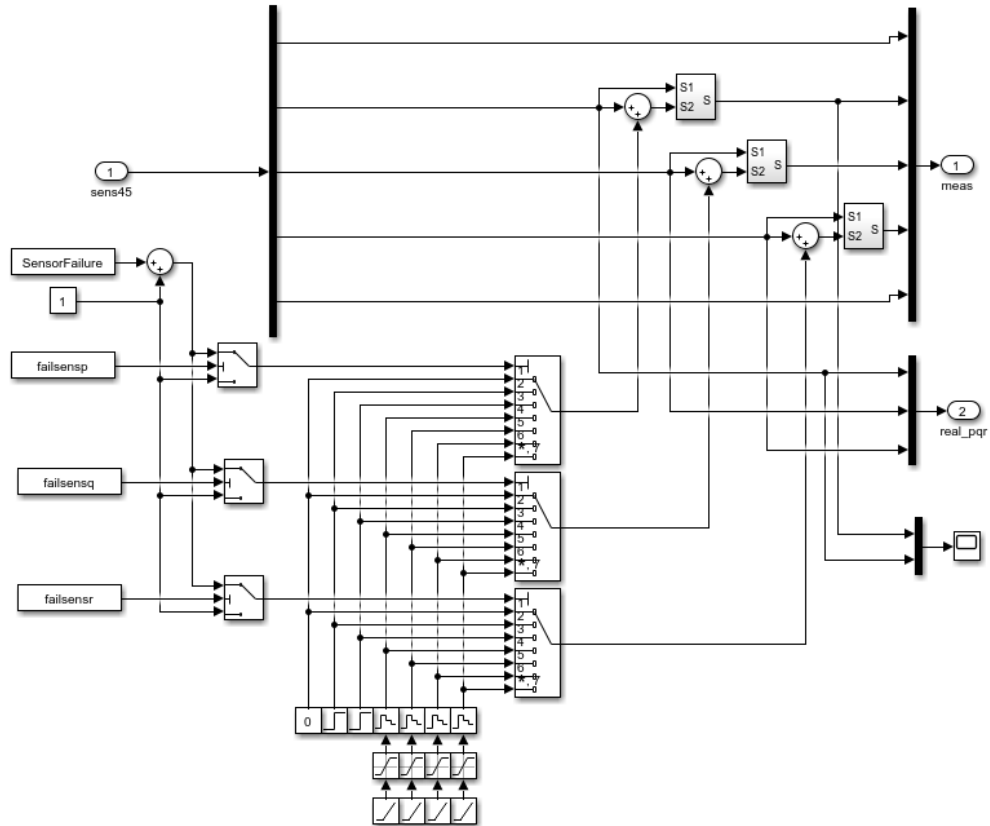 S1
S2
S
+
+
S1
S2
S
+
+
1
sens45
1
meas
S1
S2
S
+
+
SensorFailure
+
+
1
failsensp
1
2
3
4
5
6
*, 7
2
real_pqr
failsensq
1
2
3
4
5
6
*, 7
failsensr
1
2
3
4
5
6
*, 7
0